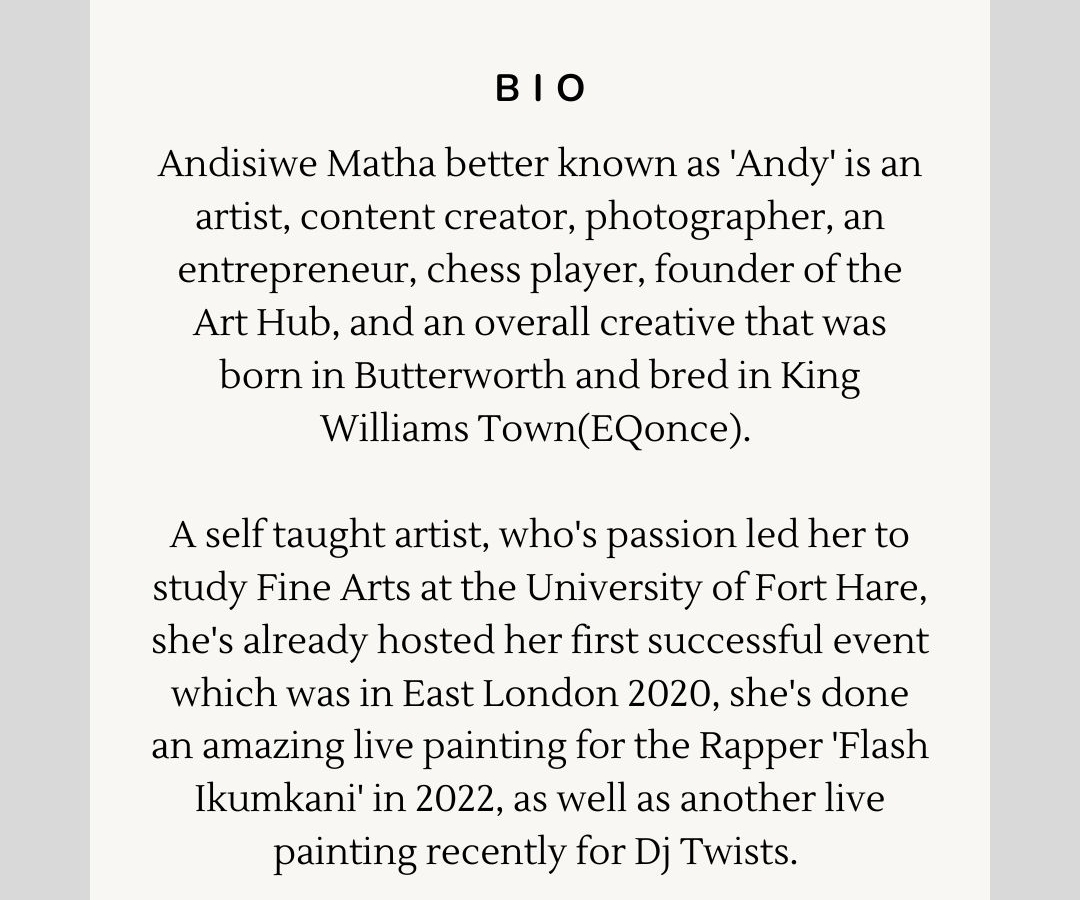 BIO
Andisiwe Matha better known as 'Andy' is an
artist, content creator, photographer, an
entrepreneur, chess player, founder of the
Art Hub, and an overall creative that was
born in Butterworth and bred in King
Williams Town(EQonce).
A self taught artist, who's passion led her to
study Fine Arts at the University of Fort Hare,
she's already hosted her first successful event
which was in East London 2020, she's done
an amazing live painting for the Rapper 'Flash
Ikumkani' in 2022, as well as another live
painting recently for Dj Twists.